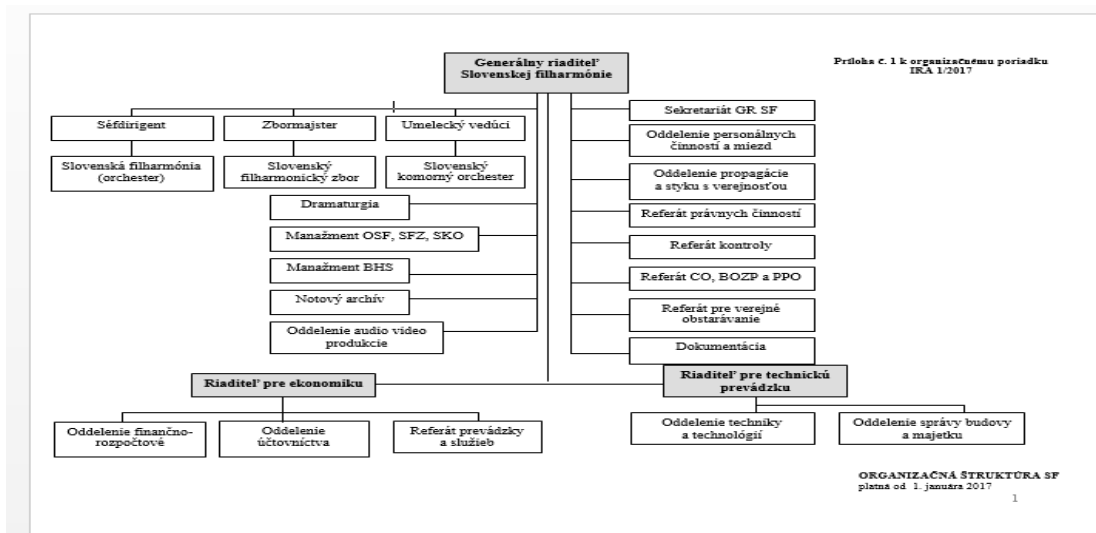 Generálny riaditeľ
Slovenskej filharmónie
Príloha č. 1 k organizačnému poriadku
IRA 1/2017
Šéfdirigent
Zbormajster
Umelecký vedúci
Slovenská filharmónia
(orchester)
Slovenský
filharmonický zbor
Slovenský
komorný orchester
Dramaturgia
Manažment OSF, SFZ, SKO
Manažment BHS
Notový archív
Oddelenie audio video
produkcie
Sekretariát GR SF
Oddelenie personálnych
činností a miezd
Oddelenie propagácie
a styku s verejnosťou
Referát právnych činností
Referát kontroly
Referát CO, BOZP a PPO
Referát pre verejné
obstarávanie
Dokumentácia
Riaditeľ pre ekonomiku
Riaditeľ pre technickú
prevádzku
Oddelenie finančno-
rozpočtové
Oddelenie
účtovníctva
Referát prevádzky
a služieb
Oddelenie techniky
a technológií
Oddelenie správy budovy
a majetku
ORGANIZAČNÁ ŠTRUKTÚRA SF
platná od 1. januára 2017
1